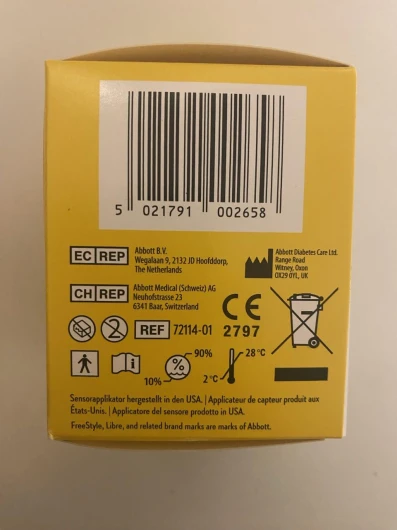 5 021791 002658
EC REP
Abbott B.V.
Wegalaan 9, 2132 JD Hoofddorp,
The Netherlands
Abbott Diabetes Care Ltd.
Range Road
Witney, Oxon
OX29 0YL, UK
CH REP
Abbott Medical (Schweiz) AG
Neuhofstrasse 23
6341 Baar, Switzerland
CE
2797
2
REF 72114-01
i
10%
%
90%
2°C
28°C
Sensorapplikator hergestellt in den USA. | Applicateur de capteur produit aux
États-Unis. | Applicatore del sensore prodotto in USA.
FreeStyle, Libre, and related brand marks are marks of Abbott.